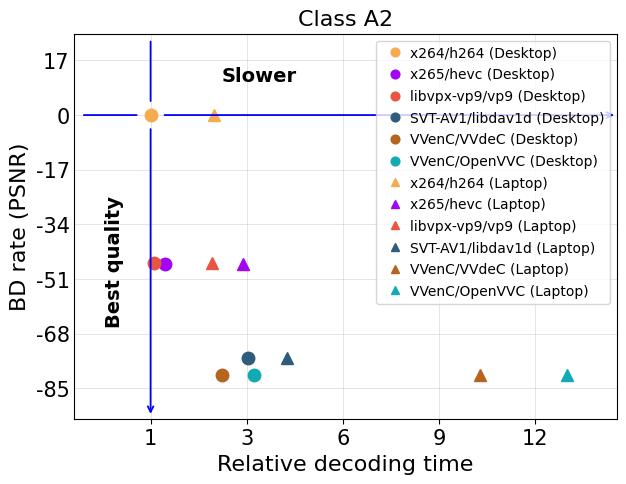 Class A2
BD rate (PSNR)
17
0
-17
-34
-51
-68
-85
Slower
Best quality
x264/h264 (Desktop)
x265/hevc (Desktop)
libvpx-vp9/vp9 (Desktop)
SVT-AV1/libdav1d (Desktop)
VVenC/VVdeC (Desktop)
VVenC/OpenVVC (Desktop)
x264/h264 (Laptop)
x265/hevc (Laptop)
libvpx-vp9/vp9 (Laptop)
SVT-AV1/libdav1d (Laptop)
VVenC/VVdeC (Laptop)
VVenC/OpenVVC (Laptop)
1 3 6 9 12
Relative decoding time